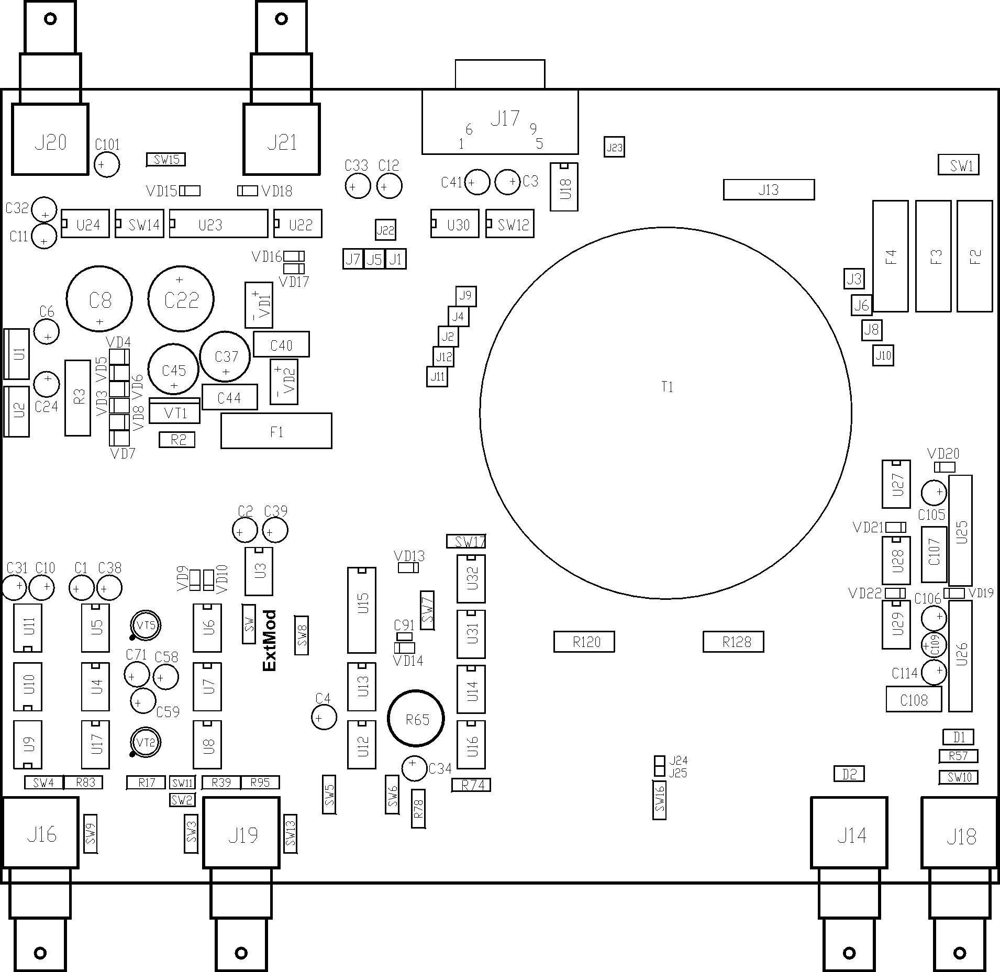 J20
C101
SW15
J21
J17
6
9
1
5
J23
SW1
C33
C12
C41
C3
U18
J13
VD15
VD18
C32
C11
U24
SW14
U23
U22
J22
U30
SW12
VD16
VD17
J7
J5
J1
F4
F3
F2
J3
J6
J8
J10
C8
C22
VD1
J9
J4
J2
J12
J11
C6
U1
C24
U2
R3
VD4
VD5
VD6
VD3
VD8
VD7
C45
C37
C40
VD2
C44
VT1
R2
F1
T1
VD20
U27
C105
U25
VD21
U28
C107
VD22
VD19
C106
U29
C109
U26
C114
C108
C2
C39
U3
SW17
VD13
U32
C31
C10
C1
C38
VD9
VD10
U15
SW7
U11
U5
VT5
U6
SW
ExtMod
SW8
C91
VD14
U31
R120
R128
C71
C58
U10
U4
U7
C59
C4
U13
R65
U14
U9
U17
VT2
U8
U12
C34
U16
J24
J25
D1
R57
D2
SW10
SW4
R83
R17
SW11
R39
R95
SW2
SW5
SW6
R78
R74
SW16
J16
SW9
SW3
J19
SW13
J14
J18